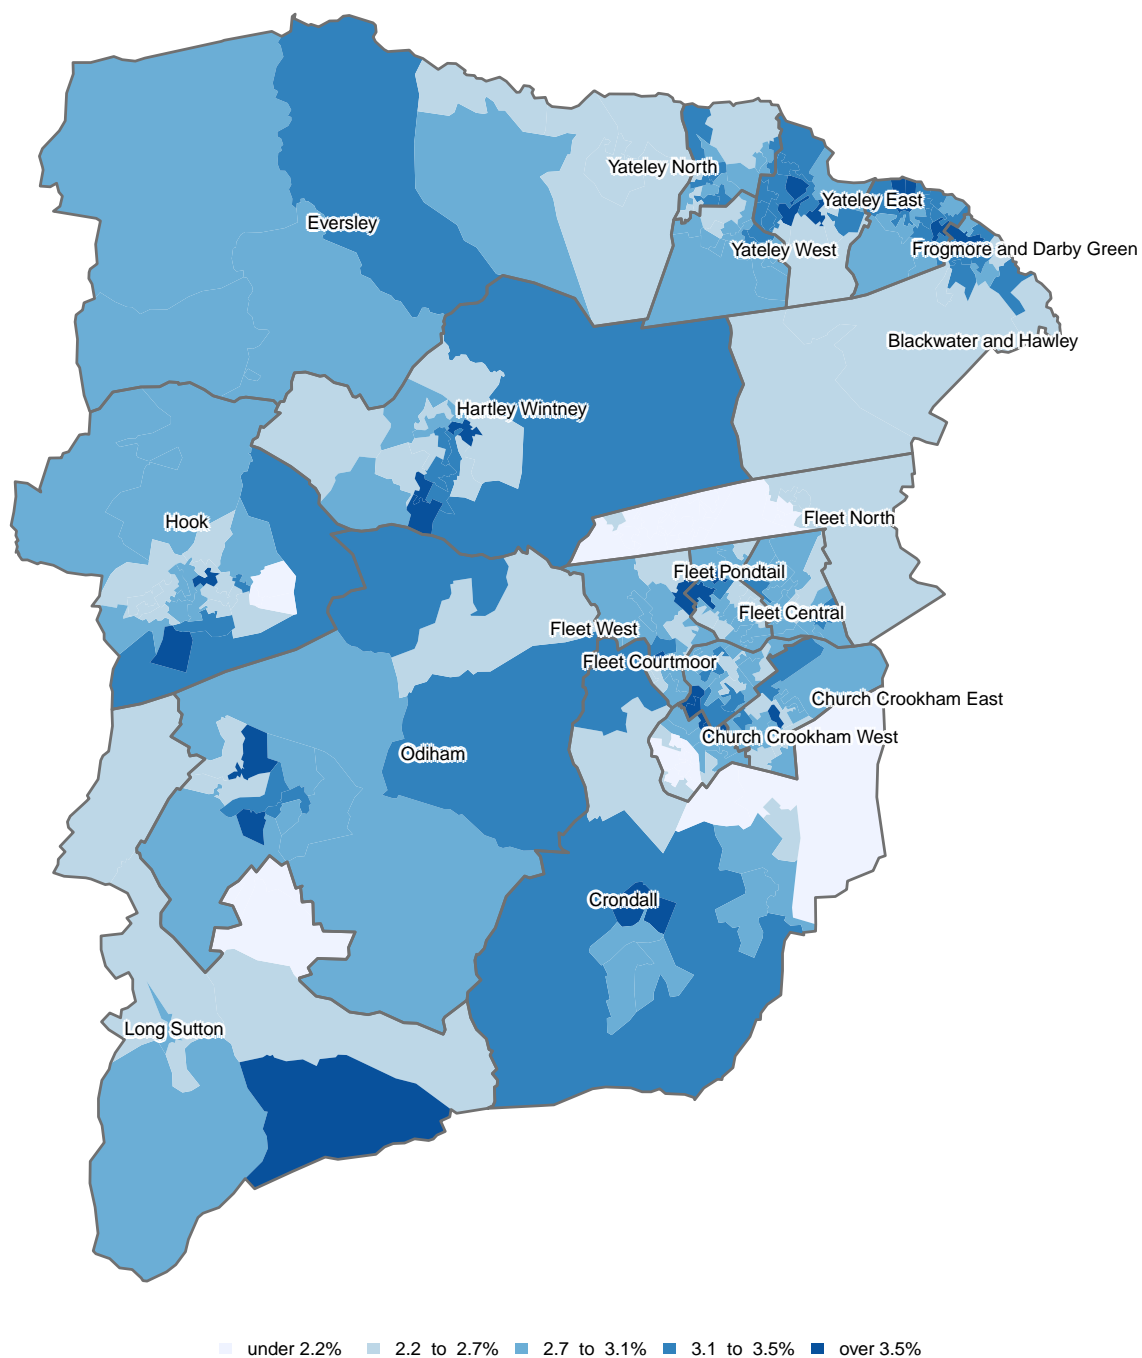 Yateley North
Yateley East
Eversley
Yateley West
Frogmore and Darby Green
Blackwater and Hawley
Hartley Wintney
Hook
Fleet North
Fleet Pondtail
Fleet Central
Fleet West
Fleet Courtmoor
Church Crookham East
Church Crookham West
Odiham
Crondall
Long Sutton
under 2.2% 2.2 to 2.7% 2.7 to 3.1% 3.1 to 3.5% over 3.5%